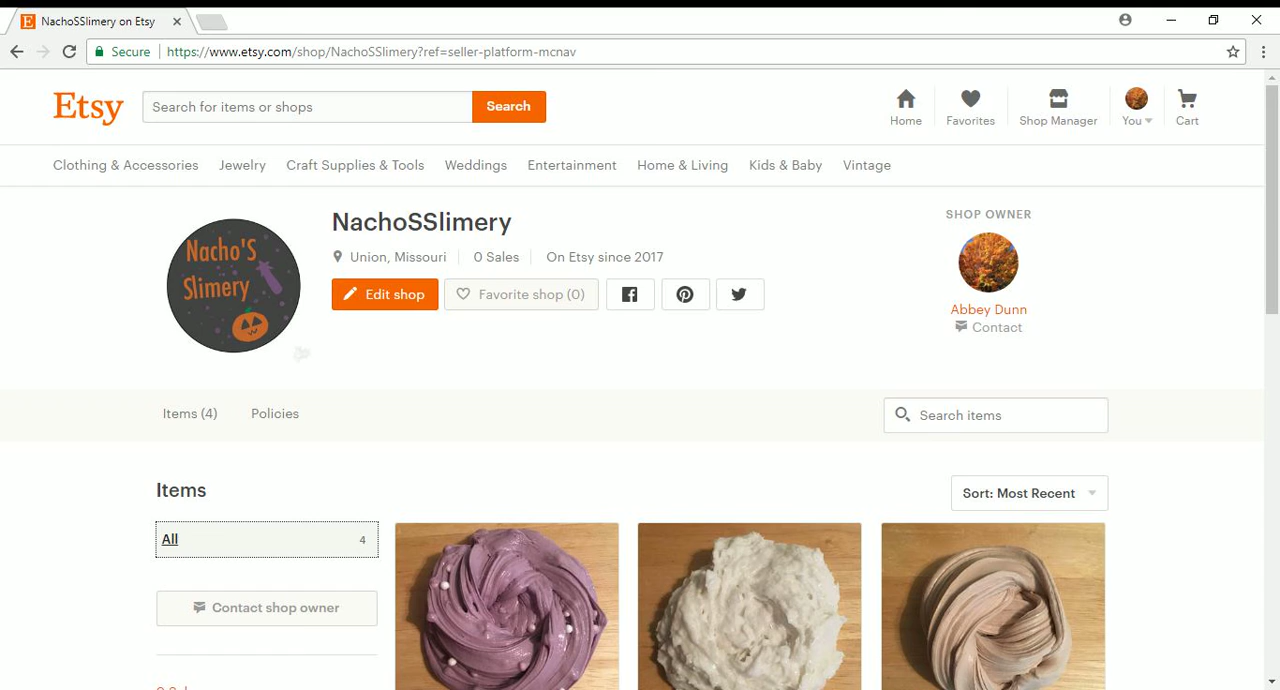 NachoSSlimery on Etsy
Secure https://www.etsy.com/shop/NachoSSlimery?ref=seller-platform-mcnav
Etsy Search for items or shops Search Home Favorites Shop Manager You Cart
Clothing & Accessories Jewelry Craft Supplies & Tools Weddings Entertainment Home & Living Kids & Baby Vintage
NachoSSlimery
SHOP OWNER
Nacho'S
Slimery
Union, Missouri 0 Sales On Etsy since 2017
Edit shop Favorite shop (0)
Abbey Dunn
Contact
Items (4) Policies Search items
Items Sort: Most Recent
All 4
Contact shop owner